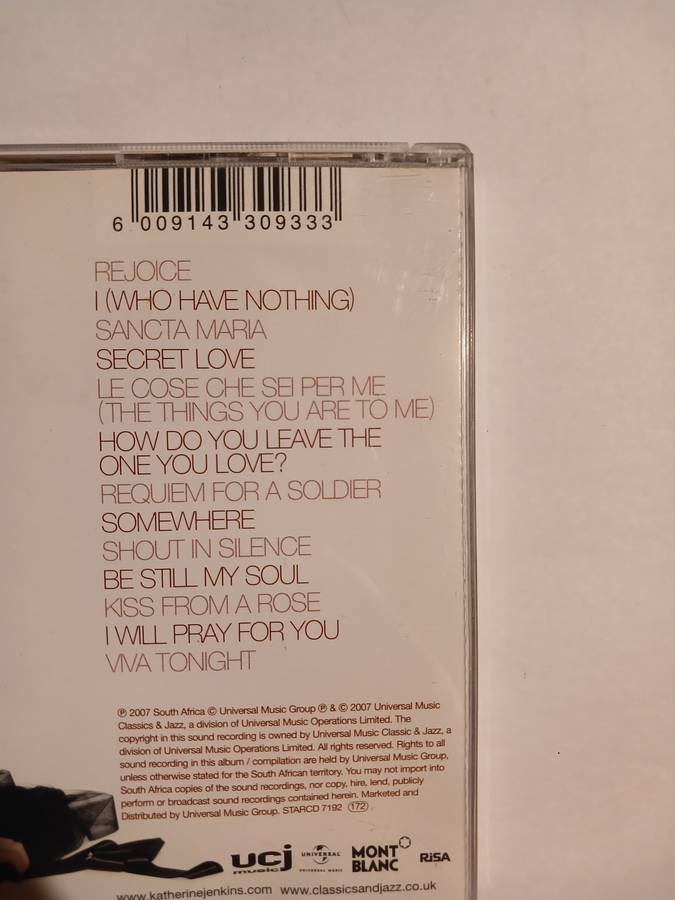 6 009143 309333
REJOICE
I (WHO HAVE NOTHING)
SANCTA MARIA
SECRET LOVE
LE COSE CHE SEI PER ME
(THE THINGS YOU ARE TO ME)
HOW DO YOU LEAVE THE
ONE YOU LOVE?
REQUIEM FOR A SOLDIER
SOMEWHERE
SHOUT IN SILENCE
BE STILL MY SOUL
KISS FROM A ROSE
I WILL PRAY FOR YOU
VIVA TONIGHT
℗ 2007 South Africa © Universal Music Group ℗ & © 2007 Universal Music
Classics & Jazz, a division of Universal Music Operations Limited. The
copyright in this sound recording is owned by Universal Music Classic & Jazz, a
division of Universal Music Operations Limited. All rights reserved. Rights to all
sound recording in this album / compilation are held by Universal Music Group,
unless otherwise stated for the South African territory. You may not import into
South Africa copies of the sound recordings, nor copy, hire, lend, publicly
perform or broadcast sound recordings contained herein. Marketed and
Distributed by Universal Music Group. STARCD 7192 172
ucj music UNIVERSAL UNIVERSAL MUSIC MONT BLANC RiSA
www.katherinejenkins.com www.classicsandjazz.co.uk